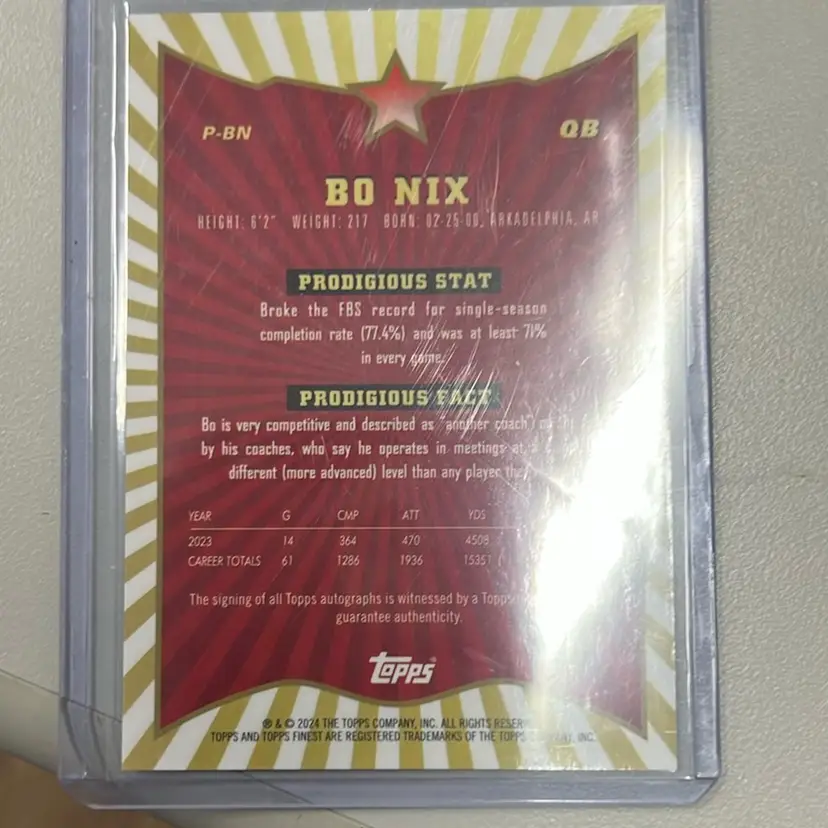 P-BN
QB
BO NIX
HEIGHT: 6'2" WEIGHT: 217 BORN: 02-25-00, ARKADELPHIA, AR
PRODIGIOUS STAT
Broke the FBS record for single-season
completion rate (77.4%) and was at least 71%
in every game.
PRODIGIOUS FACT
Bo is very competitive and described as "another coach"
by his coaches, who say he operates in meetings at a
different (more advanced) level than any player
YEAR G CMP ATT YDS
2023 14 364 470 4508
CAREER TOTALS 61 1286 1936 15351
The signing of all Topps autographs is witnessed by a Topps
guarantee authenticity.
topps
℗ & © 2024 THE TOPPS COMPANY, INC. ALL RIGHTS
TOPPS AND TOPPS FINEST ARE REGISTERED TRADEMARKS OF THE TOPPS COMPANY, INC.